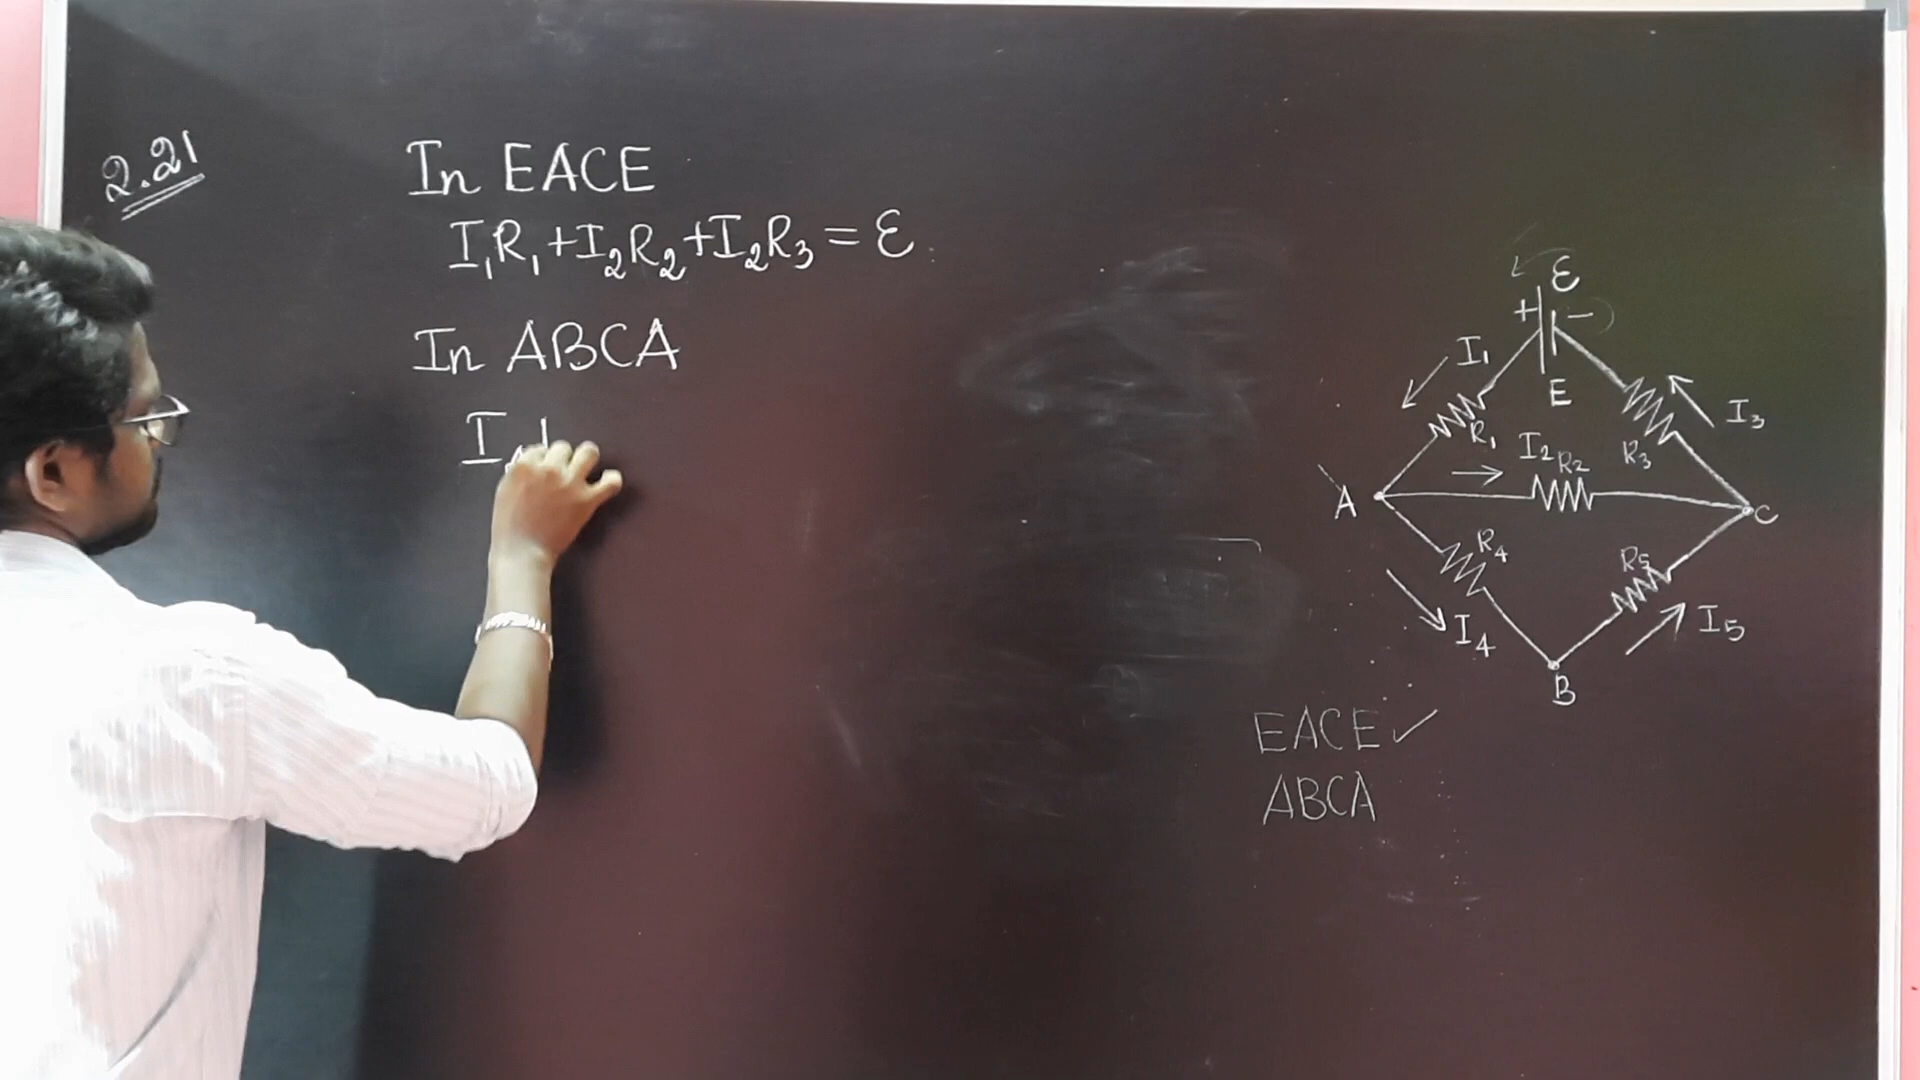 2.21
In EACE
I₁R₁+I₂R₂+I₂R₃=ε
In ABCA
I₄
ε
+ -
I₁
E
I₃
R₁
I₂
R₂
R₃
A
C
R₄
R₅
I₄
I₅
B
EACE✓
ABCA